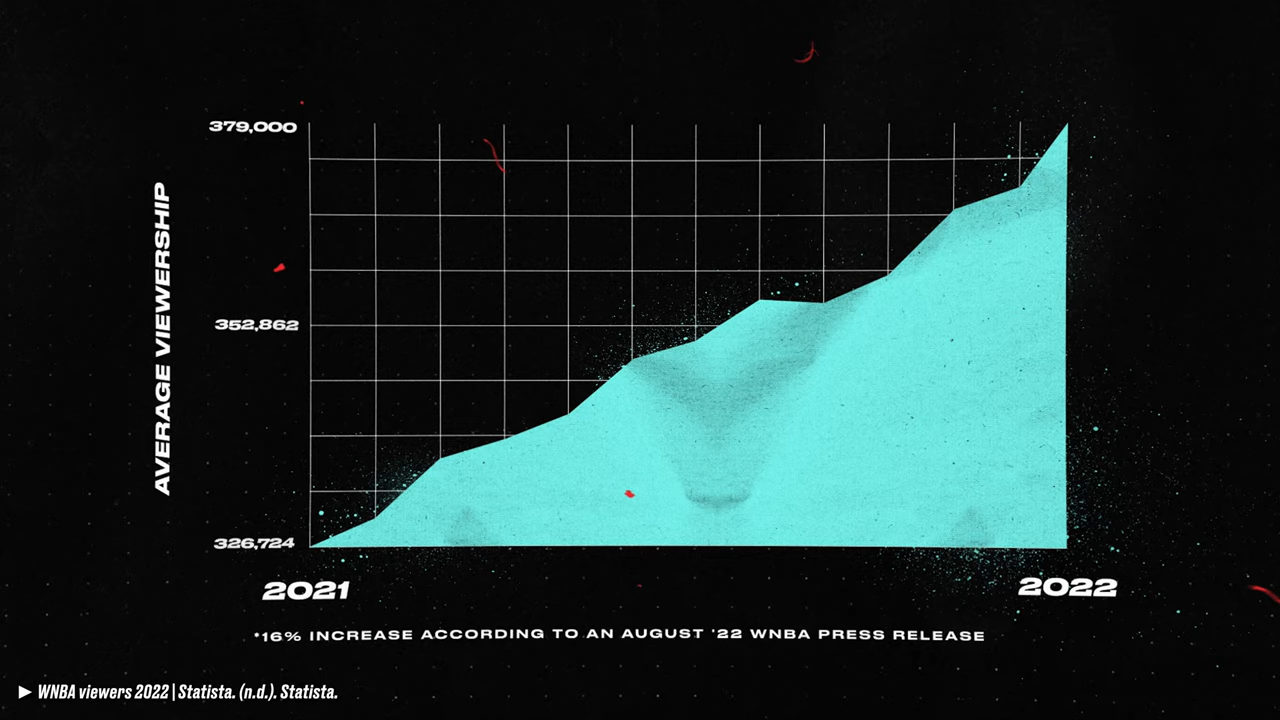 379,000
AVERAGE VIEWERSHIP
352,862
326,724
2021
2022
*16% INCREASE ACCORDING TO AN AUGUST '22 WNBA PRESS RELEASE
► WNBA viewers 2022 | Statista. (n.d.). Statista.